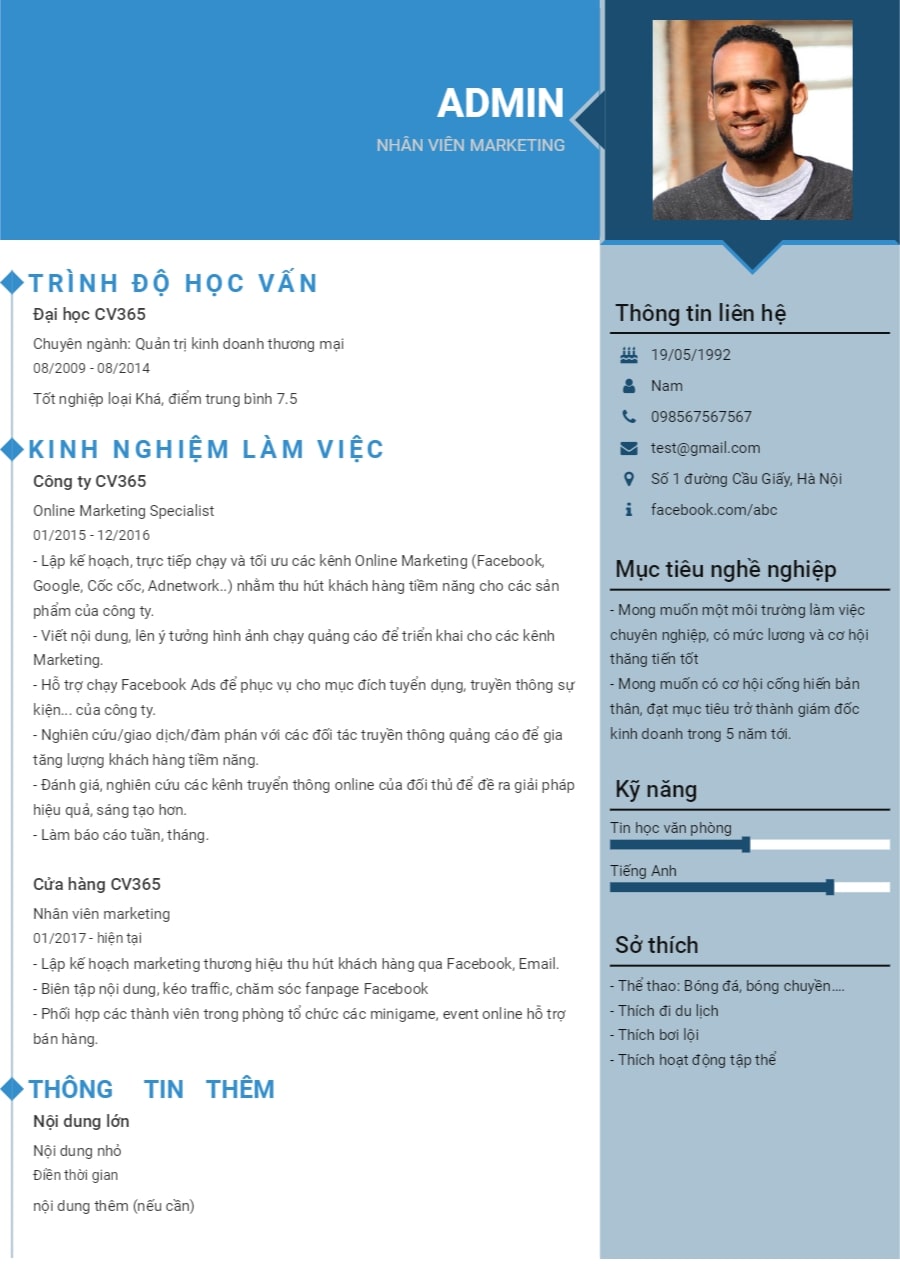 ADMIN
NHÂN VIÊN MARKETING
TRÌNH ĐỘ HỌC VẤN
Đại học CV365
Chuyên ngành: Quản trị kinh doanh thương mại
08/2009 - 08/2014
Tốt nghiệp loại Khá, điểm trung bình 7.5
KINH NGHIỆM LÀM VIỆC
Công ty CV365
Online Marketing Specialist
01/2015 - 12/2016
- Lập kế hoạch, trực tiếp chạy và tối ưu các kênh Online Marketing (Facebook,
Google, Cốc cốc, Adnetwork..) nhằm thu hút khách hàng tiềm năng cho các sản
phẩm của công ty.
- Viết nội dung, lên ý tưởng hình ảnh chạy quảng cáo để triển khai cho các kênh
Marketing.
- Hỗ trợ chạy Facebook Ads để phục vụ cho mục đích tuyển dụng, truyền thông sự
kiện... của công ty.
- Nghiên cứu/giao dịch/đàm phán với các đối tác truyền thông quảng cáo để gia
tăng lượng khách hàng tiềm năng.
- Đánh giá, nghiên cứu các kênh truyển thông online của đối thủ để đề ra giải pháp
hiệu quả, sáng tạo hơn.
- Làm báo cáo tuần, tháng.
Cửa hàng CV365
Nhân viên marketing
01/2017 - hiện tại
- Lập kế hoạch marketing thương hiệu thu hút khách hàng qua Facebook, Email.
- Biên tập nội dung, kéo traffic, chăm sóc fanpage Facebook
- Phối hợp các thành viên trong phòng tổ chức các minigame, event online hỗ trợ
bán hàng.
THÔNG TIN THÊM
Nội dung lớn
Nội dung nhỏ
Điền thời gian
nội dung thêm (nếu cần)
Thông tin liên hệ
19/05/1992
Nam
098567567567
test@gmail.com
Số 1 đường Cầu Giấy, Hà Nội
facebook.com/abc
Mục tiêu nghề nghiệp
- Mong muốn một môi trường làm việc
chuyên nghiệp, có mức lương và cơ hội
thăng tiến tốt
- Mong muốn có cơ hội cống hiến bản
thân, đạt mục tiêu trở thành giám đốc
kinh doanh trong 5 năm tới.
Kỹ năng
Tin học văn phòng
Tiếng Anh
Sở thích
- Thể thao: Bóng đá, bóng chuyền....
- Thích đi du lịch
- Thích bơi lội
- Thích hoạt động tập thể